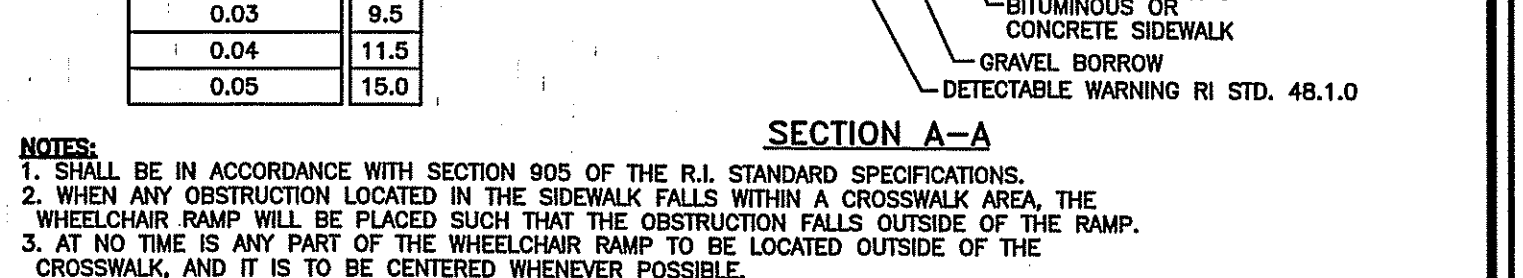 0.03 9.5
0.04 11.5
0.05 15.0
BITUMINOUS OR
CONCRETE SIDEWALK
GRAVEL BORROW
DETECTABLE WARNING RI STD. 48.1.0
SECTION A-A
NOTES:
1. SHALL BE IN ACCORDANCE WITH SECTION 905 OF THE R.I. STANDARD SPECIFICATIONS.
2. WHEN ANY OBSTRUCTION LOCATED IN THE SIDEWALK FALLS WITHIN A CROSSWALK AREA, THE
WHEELCHAIR RAMP WILL BE PLACED SUCH THAT THE OBSTRUCTION FALLS OUTSIDE OF THE RAMP.
3. AT NO TIME IS ANY PART OF THE WHEELCHAIR RAMP TO BE LOCATED OUTSIDE OF THE
CROSSWALK, AND IT IS TO BE CENTERED WHENEVER POSSIBLE.